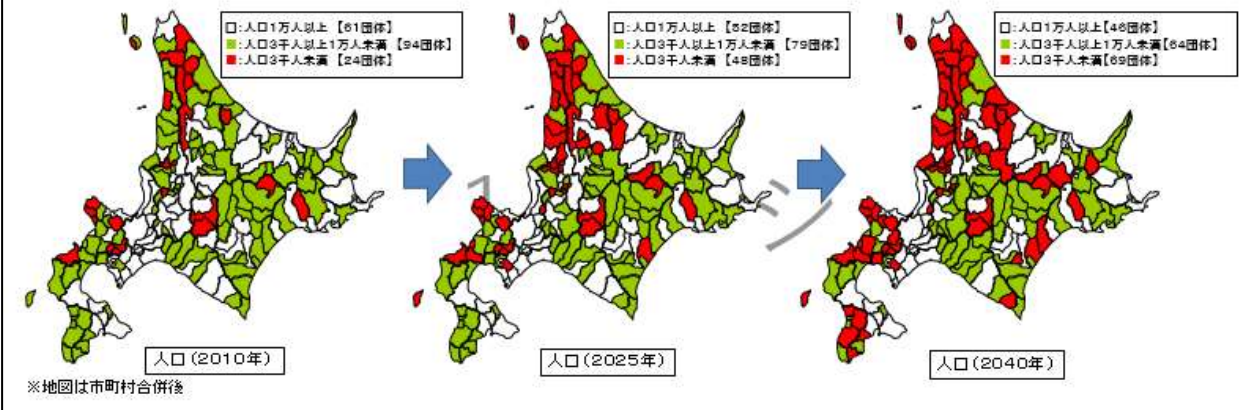 □：人口１万人以上 【61団体】
■：人口３千人以上１万人未満 【94団体】
■：人口３千人未満 【24団体】
□：人口１万人以上 【52団体】
■：人口３千人以上１万人未満 【79団体】
■：人口３千人未満 【48団体】
□：人口１万人以上【46団体】
■：人口３千人以上１万人未満【64団体】
■：人口３千人未満【69団体】
人口（2010年）
人口（2025年）
人口（2040年）
※地図は市町村合併後